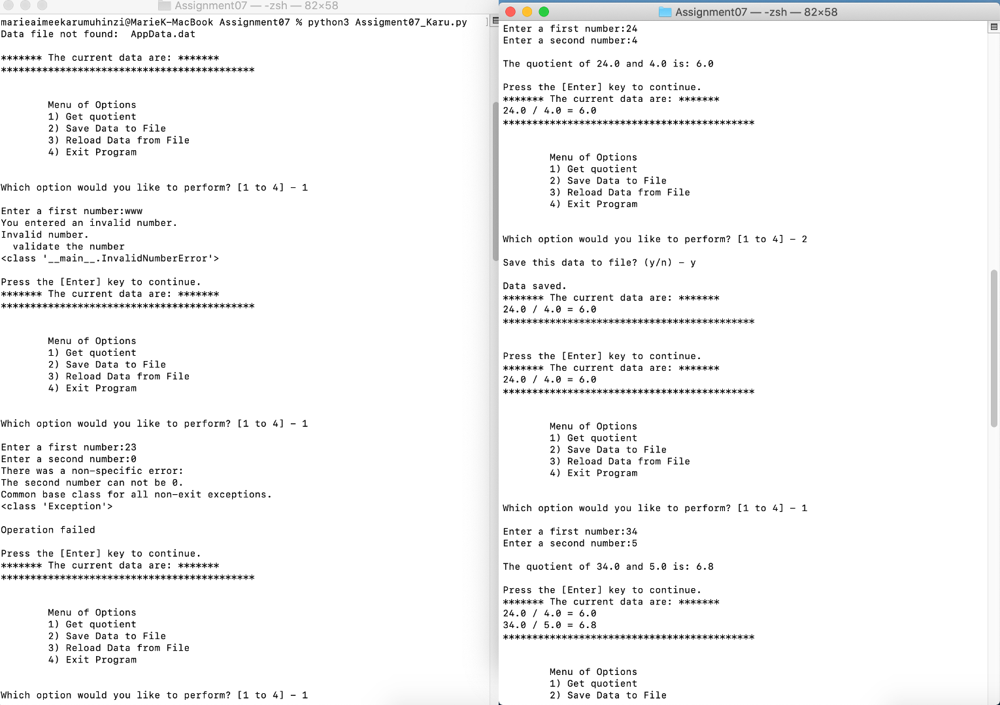 Assignment07 — -zsh — 82×58
marieaimeekarumuhinzi@MarieK-MacBook Assignment07 % python3 Assigment07_Karu.py
Data file not found:  AppData.dat
******* The current data are: *******
*******************************************
Menu of Options
1) Get quotient
2) Save Data to File
3) Reload Data from File
4) Exit Program
Which option would you like to perform? [1 to 4] - 1
Enter a first number:www
You entered an invalid number.
Invalid number.
validate the number
<class '__main__.InvalidNumberError'>
Press the [Enter] key to continue.
******* The current data are: *******
*******************************************
Menu of Options
1) Get quotient
2) Save Data to File
3) Reload Data from File
4) Exit Program
Which option would you like to perform? [1 to 4] - 1
Enter a first number:23
Enter a second number:0
There was a non-specific error:
The second number can not be 0.
Common base class for all non-exit exceptions.
<class 'Exception'>
Operation failed
Press the [Enter] key to continue.
******* The current data are: *******
*******************************************
Menu of Options
1) Get quotient
2) Save Data to File
3) Reload Data from File
4) Exit Program
Which option would you like to perform? [1 to 4] - 1
Assignment07 — -zsh — 82×58
Enter a first number:24
Enter a second number:4
The quotient of 24.0 and 4.0 is: 6.0
Press the [Enter] key to continue.
******* The current data are: *******
24.0 / 4.0 = 6.0
*******************************************
Menu of Options
1) Get quotient
2) Save Data to File
3) Reload Data from File
4) Exit Program
Which option would you like to perform? [1 to 4] - 2
Save this data to file? (y/n) - y
Data saved.
******* The current data are: *******
24.0 / 4.0 = 6.0
*******************************************
Press the [Enter] key to continue.
******* The current data are: *******
24.0 / 4.0 = 6.0
*******************************************
Menu of Options
1) Get quotient
2) Save Data to File
3) Reload Data from File
4) Exit Program
Which option would you like to perform? [1 to 4] - 1
Enter a first number:34
Enter a second number:5
The quotient of 34.0 and 5.0 is: 6.8
Press the [Enter] key to continue.
******* The current data are: *******
24.0 / 4.0 = 6.0
34.0 / 5.0 = 6.8
*******************************************
Menu of Options
1) Get quotient
2) Save Data to File